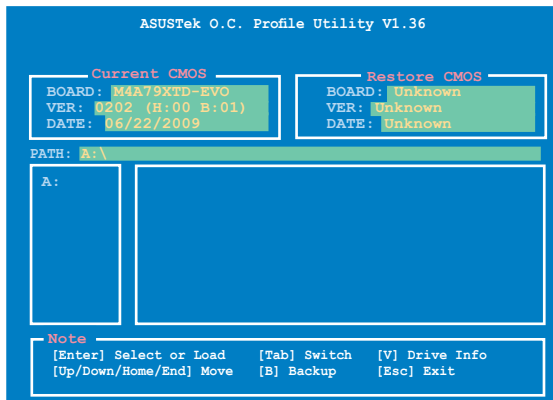 ASUSTek O.C. Profile Utility V1.36
Current CMOS
BOARD: M4A79XTD-EVO
VER: 0202 (H:00 B:01)
DATE: 06/22/2009
Restore CMOS
BOARD: Unknown
VER: Unknown
DATE: Unknown
PATH: A:\
A:
Note
[Enter] Select or Load [Tab] Switch [V] Drive Info
[Up/Down/Home/End] Move [B] Backup [Esc] Exit